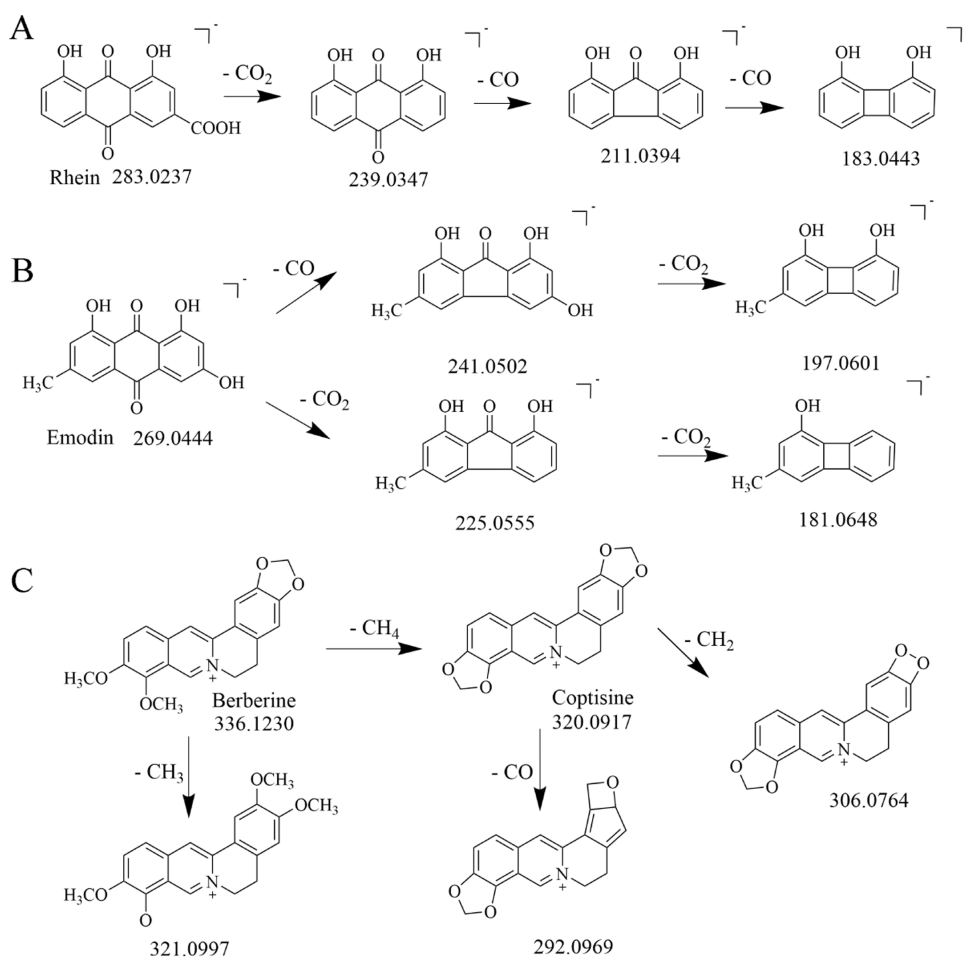 A
OH O OH ⌝-
COOH
O
Rhein 283.0237
- CO₂
OH O OH ⌝-
O
239.0347
- CO
OH O OH ⌝-
211.0394
- CO
OH OH ⌝
183.0443
B
OH O OH ⌝-
H₃C OH
O
Emodin 269.0444
- CO
OH O OH ⌝-
H₃C OH
241.0502
- CO₂
OH OH ⌝-
H₃C
197.0601
- CO₂
OH O OH ⌝-
H₃C
225.0555
- CO₂
OH ⌝-
H₃C
181.0648
C
O
O
N
+
CH₃O
OCH₃
Berberine
336.1230
- CH₄
O
O
N
+
O
O
Coptisine
320.0917
- CH₂
O
O
N
+
O
O
306.0764
- CH₃
OCH₃
OCH₃
N
+
CH₃O
O
321.0997
- CO
O
N
+
O
O
292.0969